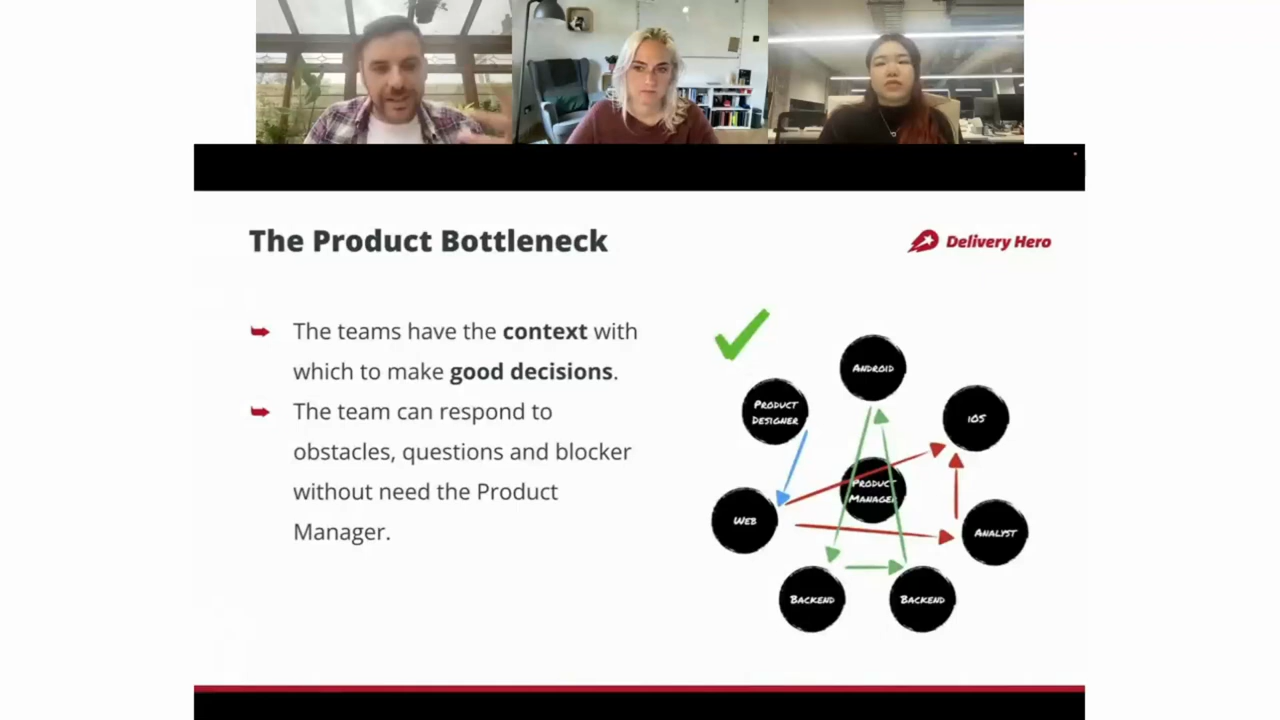 The Product Bottleneck
Delivery Hero
The teams have the context with
which to make good decisions.
The team can respond to
obstacles, questions and blocker
without need the Product
Manager.
ANDROID
PRODUCT
DESIGNER
iOS
PRODUCT
MANAGER
WEB
ANALYST
BACKEND
BACKEND